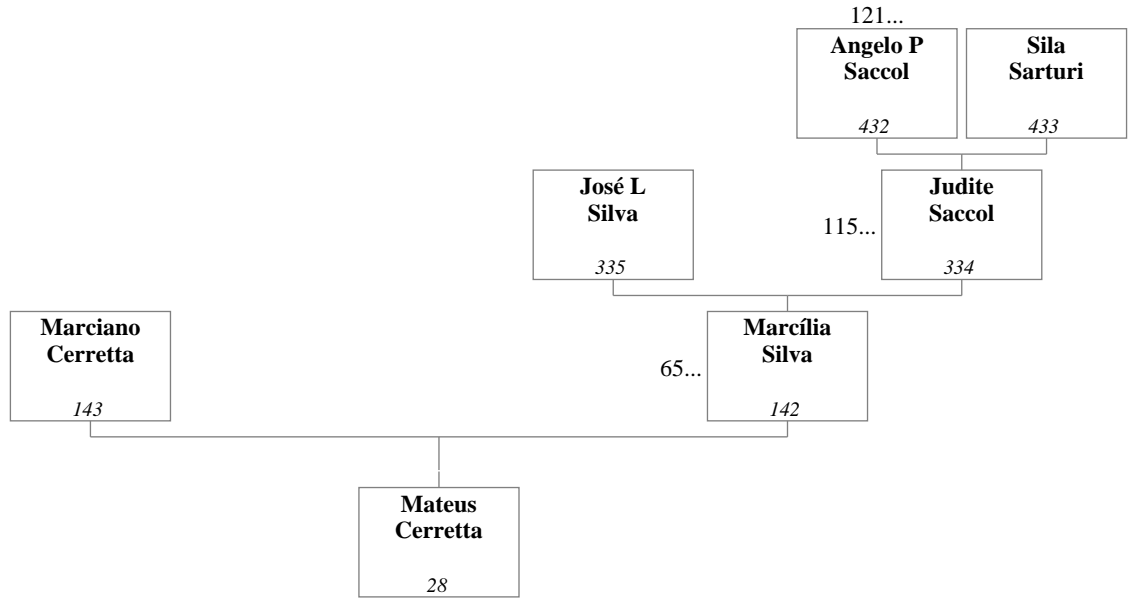 121...
Angelo P
Saccol
432
Sila
Sarturi
433
José L
Silva
335
115...
Judite
Saccol
334
Marciano
Cerretta
143
65...
Marcília
Silva
142
Mateus
Cerretta
28